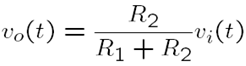 $v_o(t) = \frac{R_2}{R_1 + R_2} v_i(t)$